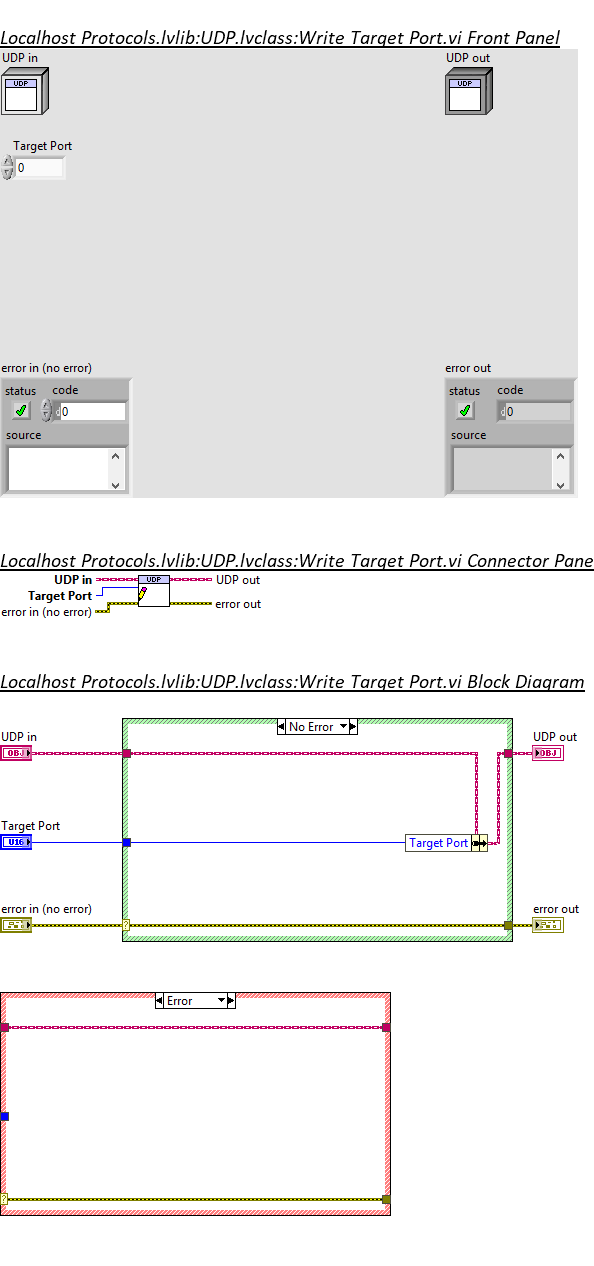 Localhost Protocols.lvlib:UDP.lvclass:Write Target Port.vi Front Panel
UDP in
UDP out
UDP
UDP
Target Port
0
error in (no error)
error out
status code
status code
d 0
d 0
source
source
Localhost Protocols.lvlib:UDP.lvclass:Write Target Port.vi Connector Pane
UDP in
UDP
UDP out
Target Port
error in (no error)
error out
Localhost Protocols.lvlib:UDP.lvclass:Write Target Port.vi Block Diagram
No Error
UDP in
UDP out
OBJ
OBJ
Target Port
U16
Target Port
error in (no error)
error out
?
Error
?